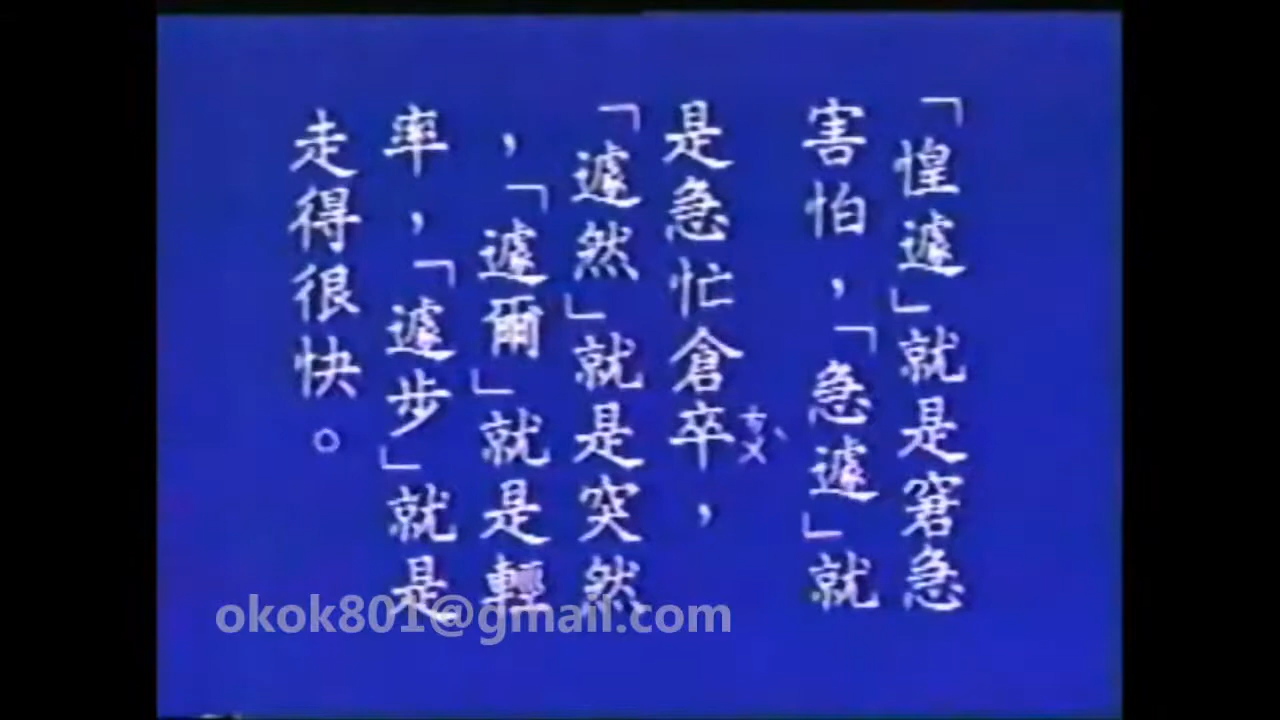 「惶遽」就是窘急
害怕，「急遽」就
是急忙倉卒，
ㄘㄨˋ
「遽然」就是突然
，「遽爾」就是輕
率，「遽步」就是
走得很快。
okok801@gmail.com